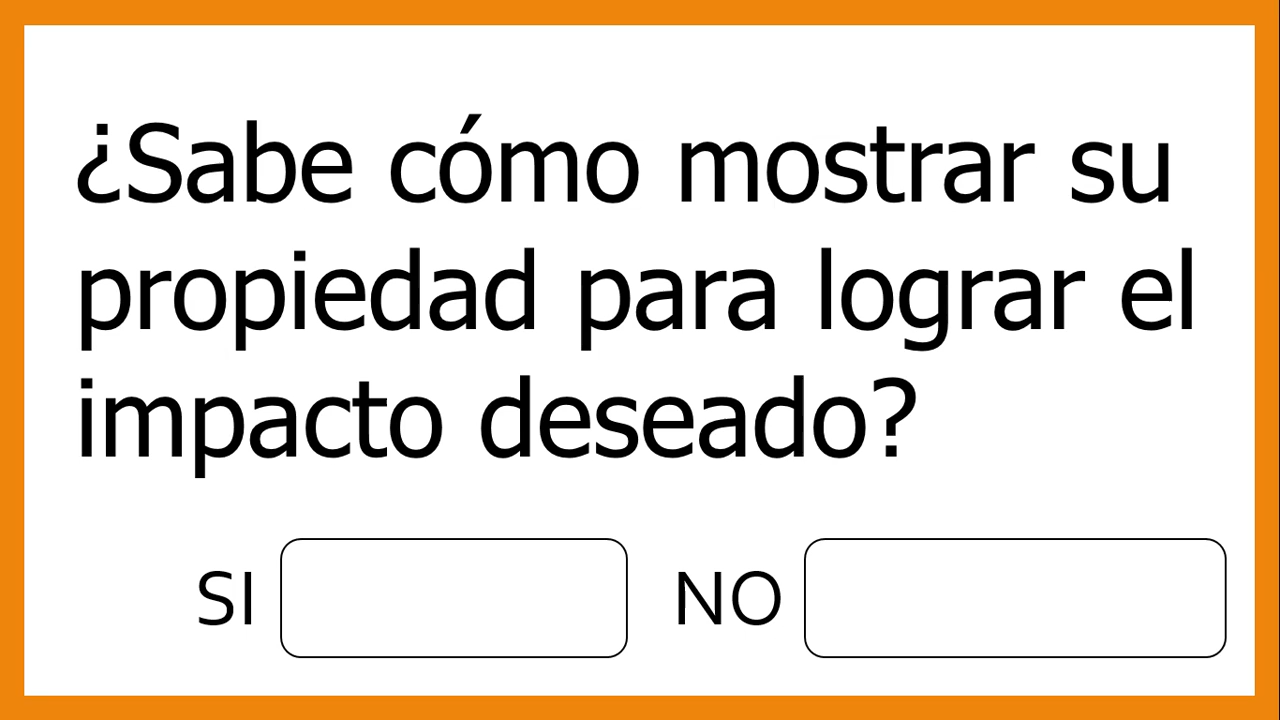 ¿Sabe cómo mostrar su
propiedad para lograr el
impacto deseado?
SI NO